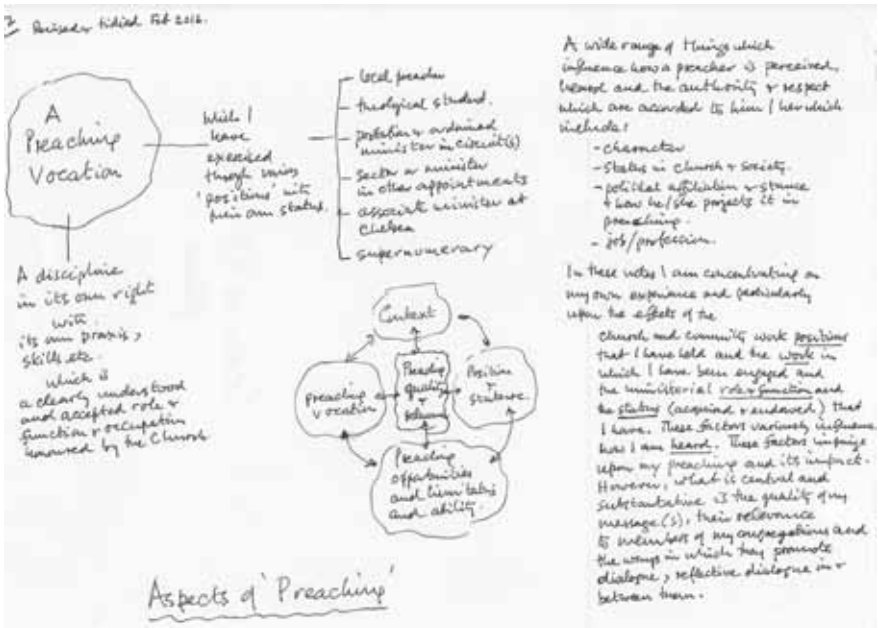 Revised & tidied Feb 2016.
A
Preaching
Vocation
which I
have
exercised
through various
'positions' with
their own status.
- local preacher
- theological student.
- probation & ordained
minister in circuit(s)
- sector or minister
in other appointments
- associate minister at
Chelsea
- supernumerary
A discipline
in its own right
with
its own praxis,
skills etc.
which is
a clearly understood
and accepted role &
function & occupation
honoured by the Church
Context
preaching
vocation
Preaching
quality
&
Position
&
Preaching
opportunities
and limitations
and ability.
Aspects of 'Preaching'
A wide range of things which
influence how a preacher is perceived,
heard and the authority & respect
which are accorded to him/her which
include:
- character
- status in church & society.
- political affiliation & stance
& how he/she projects it in
preaching.
- job/profession.
In these notes I am concentrating on
my own experience and particularly
upon the effects of the
church and community work positions
that I have held and the work in
which I have been engaged and
the ministerial role & function and
the status (acquired & endowed) that
I have. These factors variously influence
how I am heard. These factors impinge
upon my preaching and its impact.
However, what is central and
substantative is the quality of my
message(s), their relevance
to members of my congregations and
the ways in which they promote
dialogue, reflective dialogue in &
between them.